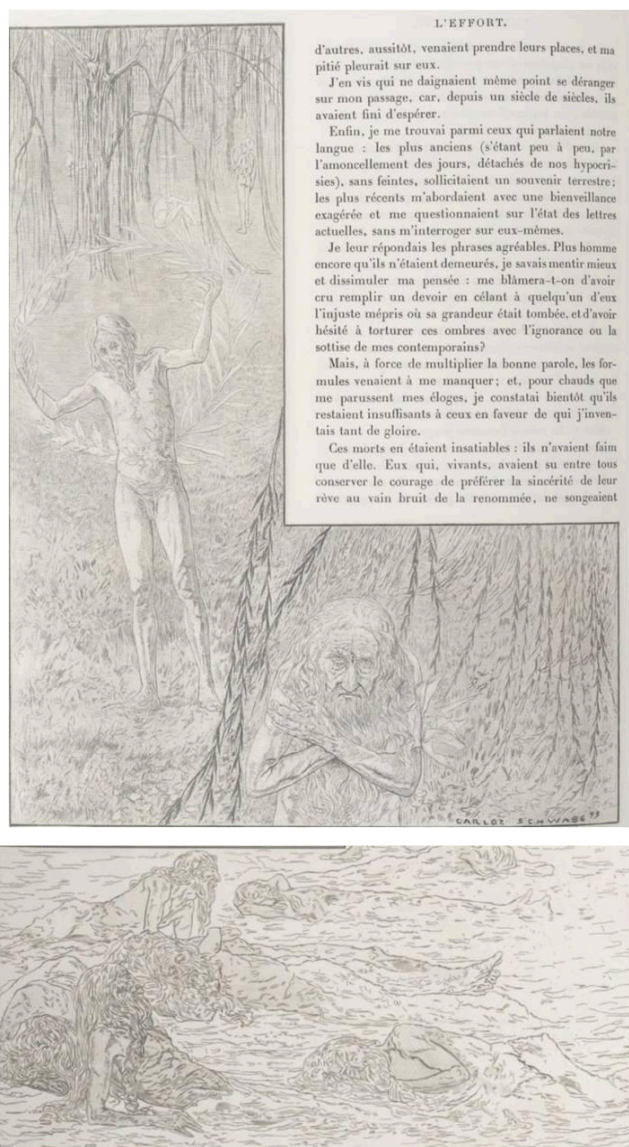 L'EFFORT.
d'autres, aussitôt, venaient prendre leurs places, et ma
pitié pleurait sur eux.
J'en vis qui ne daignaient même point se déranger
sur mon passage, car, depuis un siècle de siècles, ils
avaient fini d'espérer.
Enfin, je me trouvai parmi ceux qui parlaient notre
langue : les plus anciens (s'étant peu à peu, par
l'amoncellement des jours, détachés de nos hypocri-
sies), sans feintes, sollicitaient un souvenir terrestre;
les plus récents m'abordaient avec une bienveillance
exagérée et me questionnaient sur l'état des lettres
actuelles, sans m'interroger sur eux-mêmes.
Je leur répondais les phrases agréables. Plus homme
encore qu'ils n'étaient demeurés, je savais mentir mieux
et dissimuler ma pensée : me blâmera-t-on d'avoir
cru remplir un devoir en célant à quelqu'un d'eux
l'injuste mépris où sa grandeur était tombée, et d'avoir
hésité à torturer ces ombres avec l'ignorance ou la
sottise de mes contemporains?
Mais, à force de multiplier la bonne parole, les for-
mules venaient à me manquer; et, pour chauds que
me parussent mes éloges, je constatai bientôt qu'ils
restaient insuffisants à ceux en faveur de qui j'inven-
tais tant de gloire.
Ces morts en étaient insatiables : ils n'avaient faim
que d'elle. Eux qui, vivants, avaient su entre tous
conserver le courage de préférer la sincérité de leur
rêve au vain bruit de la renommée, ne songeaient
CARLOZ SCHWABE 93